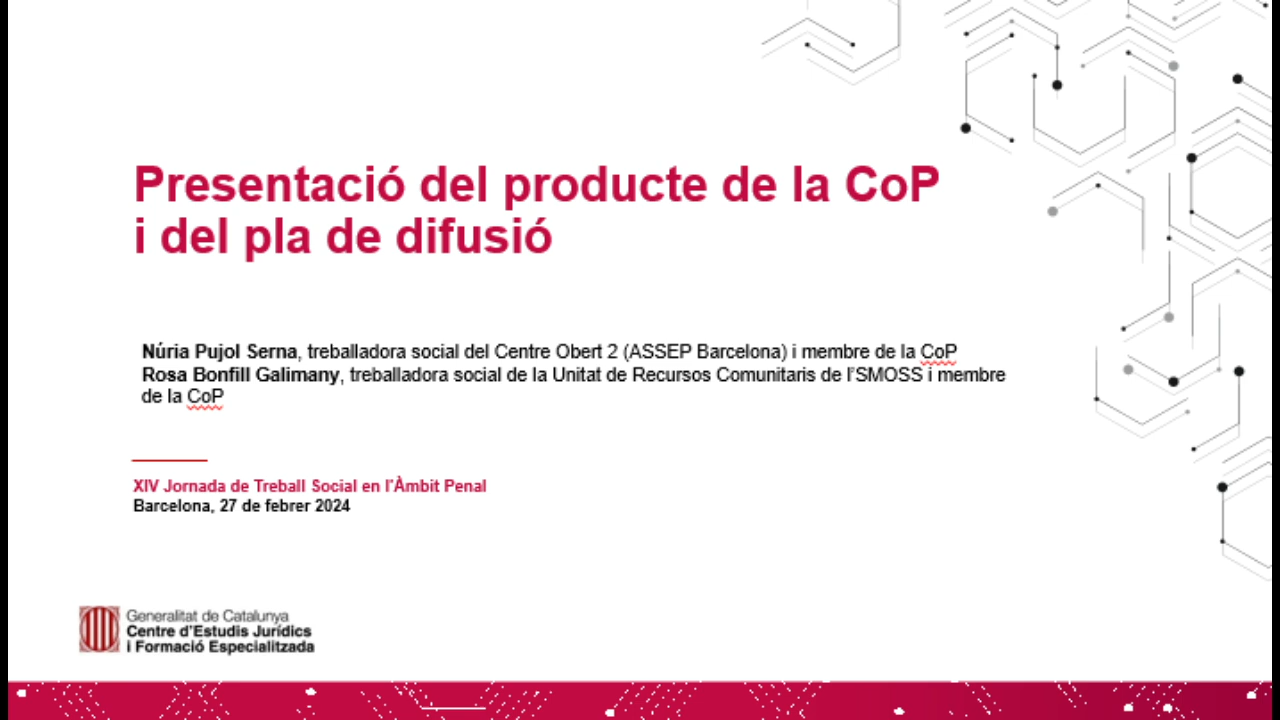 Presentació del producte de la CoP
i del pla de difusió
Núria Pujol Serna, treballadora social del Centre Obert 2 (ASSEP Barcelona) i membre de la CoP
Rosa Bonfill Galimany, treballadora social de la Unitat de Recursos Comunitaris de l'SMOSS i membre
de la CoP
XIV Jornada de Treball Social en l'Àmbit Penal
Barcelona, 27 de febrer 2024
Generalitat de Catalunya
Centre d'Estudis Jurídics
i Formació Especialitzada